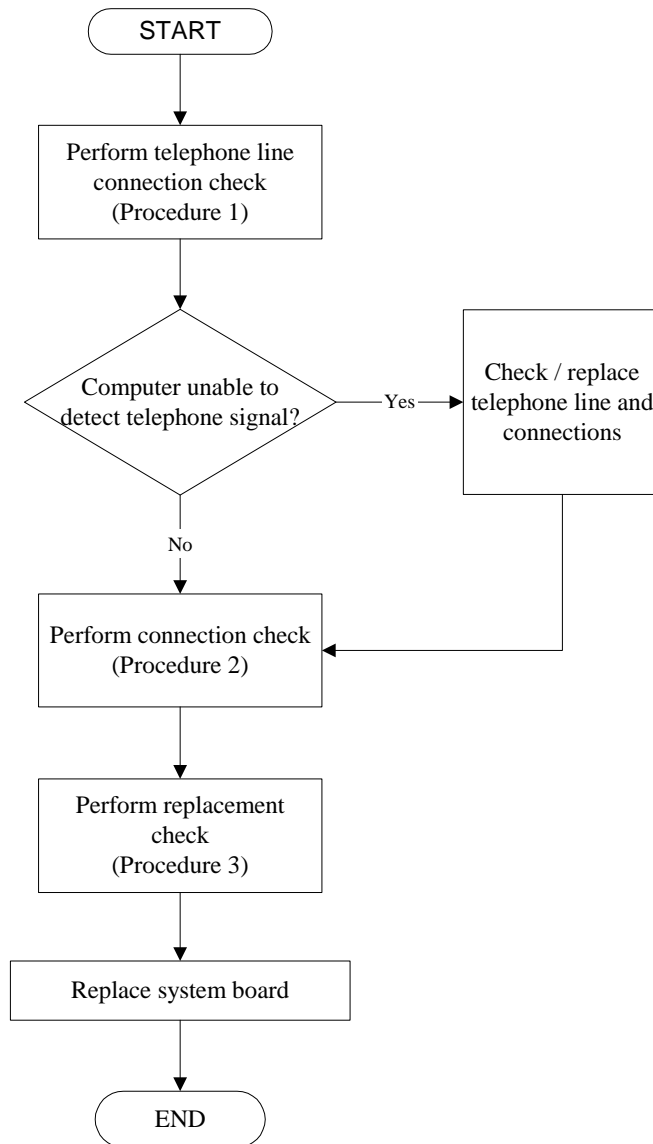 START
Perform telephone line
connection check
(Procedure 1)
Computer unable to
detect telephone signal?
Yes
Check / replace
telephone line and
connections
No
Perform connection check
(Procedure 2)
Perform replacement
check
(Procedure 3)
Replace system board
END